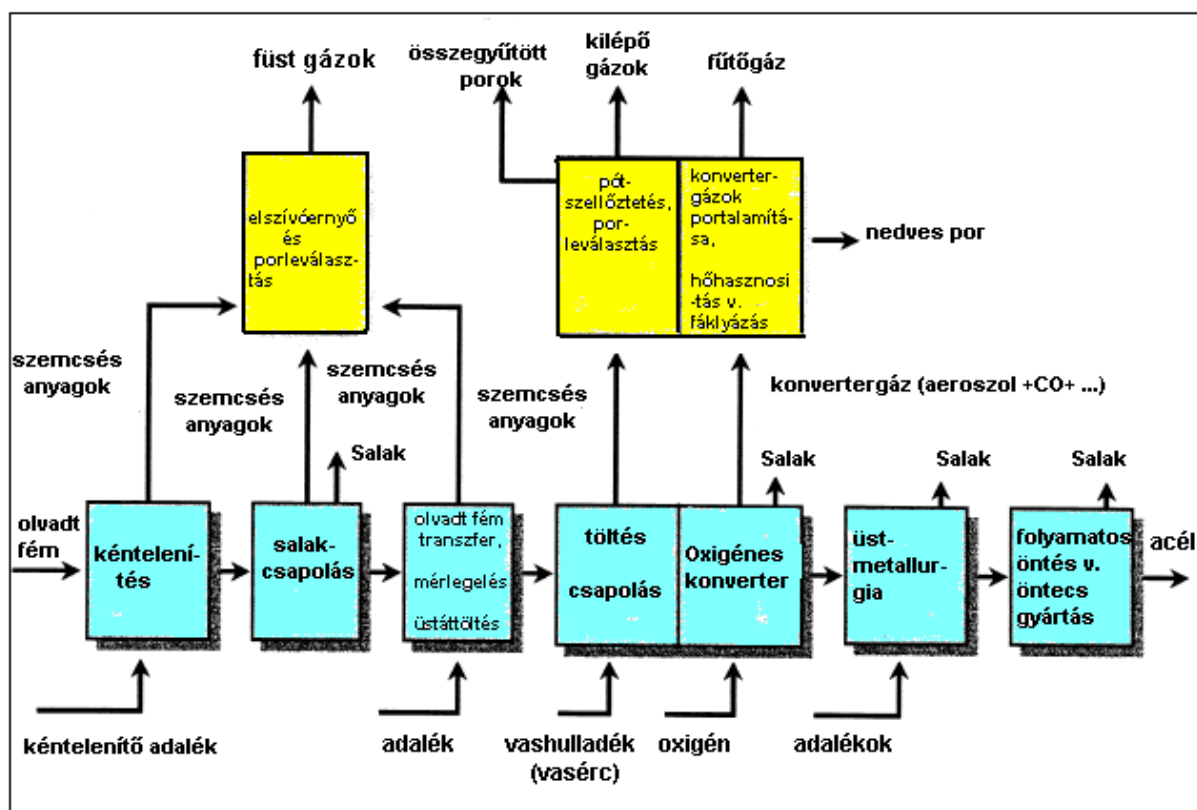 füst gázok
összegyűtött
porok
kilépő
gázok
fűtőgáz
elszívóernyő
és
porleválasz-
tás
pót-
szellőztetés,
por-
leválasztás
konverter-
gázok
portalamítá-
sa,
hőhasznosi
-tás v.
fáklyázás
nedves por
szemcsés
anyagok
szemcsés
anyagok
szemcsés
anyagok
szemcsés
anyagok
konvertergáz (aeroszol +CO+ ...)
Salak
Salak
Salak
Salak
olvadt
fém
kéntelení-
tés
salak-
csapolás
olvadt fém
transzfer,
mérlegelés
üstáttöltés
töltés
csapolás
Oxigénes
konverter
üst-
metallur-
gia
folyamatos
öntés v.
öntecs
gyártás
acél
kéntelenítő adalék
adalék
vashulladék
(vasérc)
oxigén
adalékok